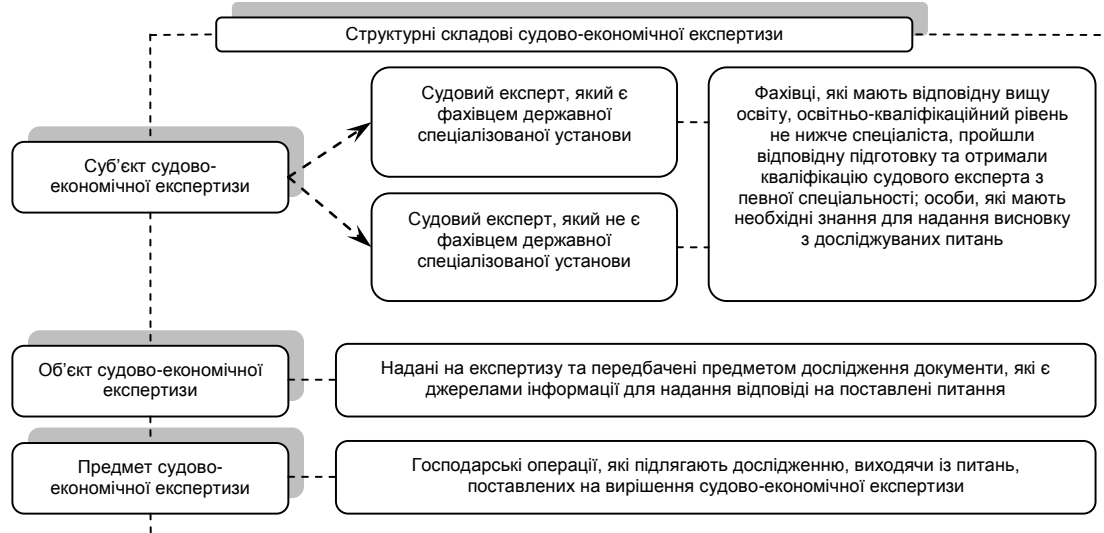 Структурні складові судово-економічної експертизи
Суб’єкт судово-
економічної експертизи
Судовий експерт, який є
фахівцем державної
спеціалізованої установи
Судовий експерт, який не є
фахівцем державної
спеціалізованої установи
Фахівці, які мають відповідну вищу
освіту, освітньо-кваліфікаційний рівень
не нижче спеціаліста, пройшли
відповідну підготовку та отримали
кваліфікацію судового експерта з
певної спеціальності; особи, які мають
необхідні знання для надання висновку
з досліджуваних питань
Об’єкт судово-економічної
експертизи
Надані на експертизу та передбачені предметом дослідження документи, які є
джерелами інформації для надання відповіді на поставлені питання
Предмет судово-
економічної експертизи
Господарські операції, які підлягають дослідженню, виходячи із питань,
поставлених на вирішення судово-економічної експертизи